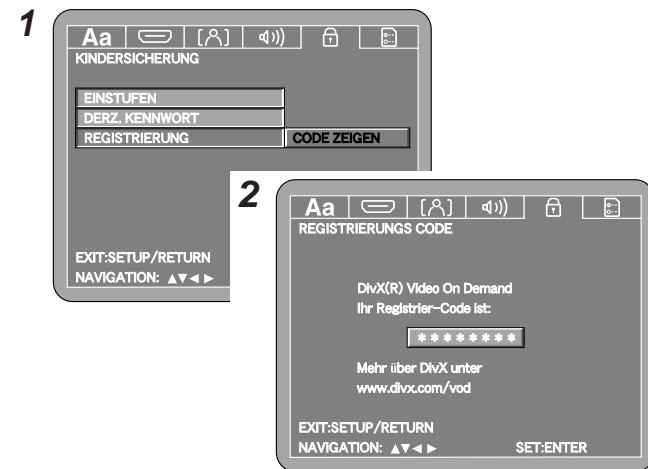 1
Aa
KINDERSICHERUNG
EINSTUFEN
DERZ. KENNWORT
REGISTRIERUNG CODE ZEIGEN
EXIT:SETUP/RETURN
NAVIGATION: ▲▼◄►
2
Aa
REGISTRIERUNGS CODE
DivX(R) Video On Demand
Ihr Registrier-Code ist:
********
Mehr über DivX unter
www.divx.com/vod
EXIT:SETUP/RETURN
NAVIGATION: ▲▼◄► SET:ENTER